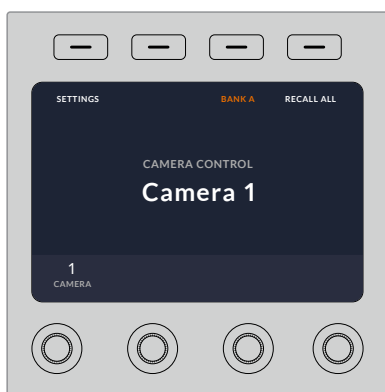 SETTINGS BANK A RECALL ALL
CAMERA CONTROL
Camera 1
1
CAMERA